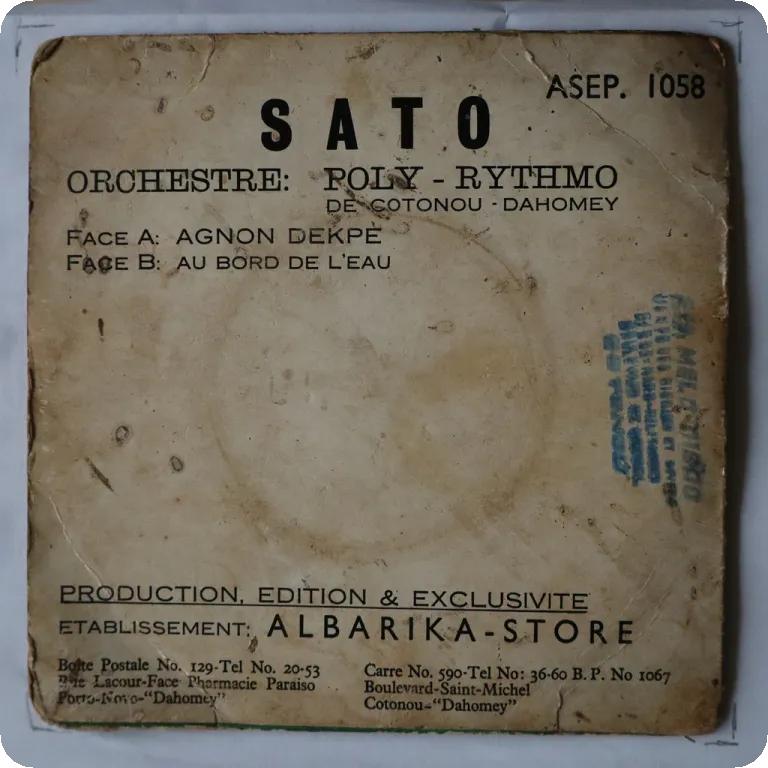 ASEP. 1058
SATO
ORCHESTRE: POLY - RYTHMO
DE COTONOU - DAHOMEY
FACE A: AGNON DEKPÈ
FACE B: AU BORD DE L'EAU
PRODUCTION, EDITION & EXCLUSIVITE
ETABLISSEMENT: ALBARIKA-STORE
Boîte Postale No. 129-Tel No. 20-53
Rue Lacour-Face Pharmacie Paraiso
Porto-Novo-“Dahomey”
Carre No. 590-Tel No: 36-60 B. P. No 1067
Boulevard-Saint-Michel
Cotonou-“Dahomey”